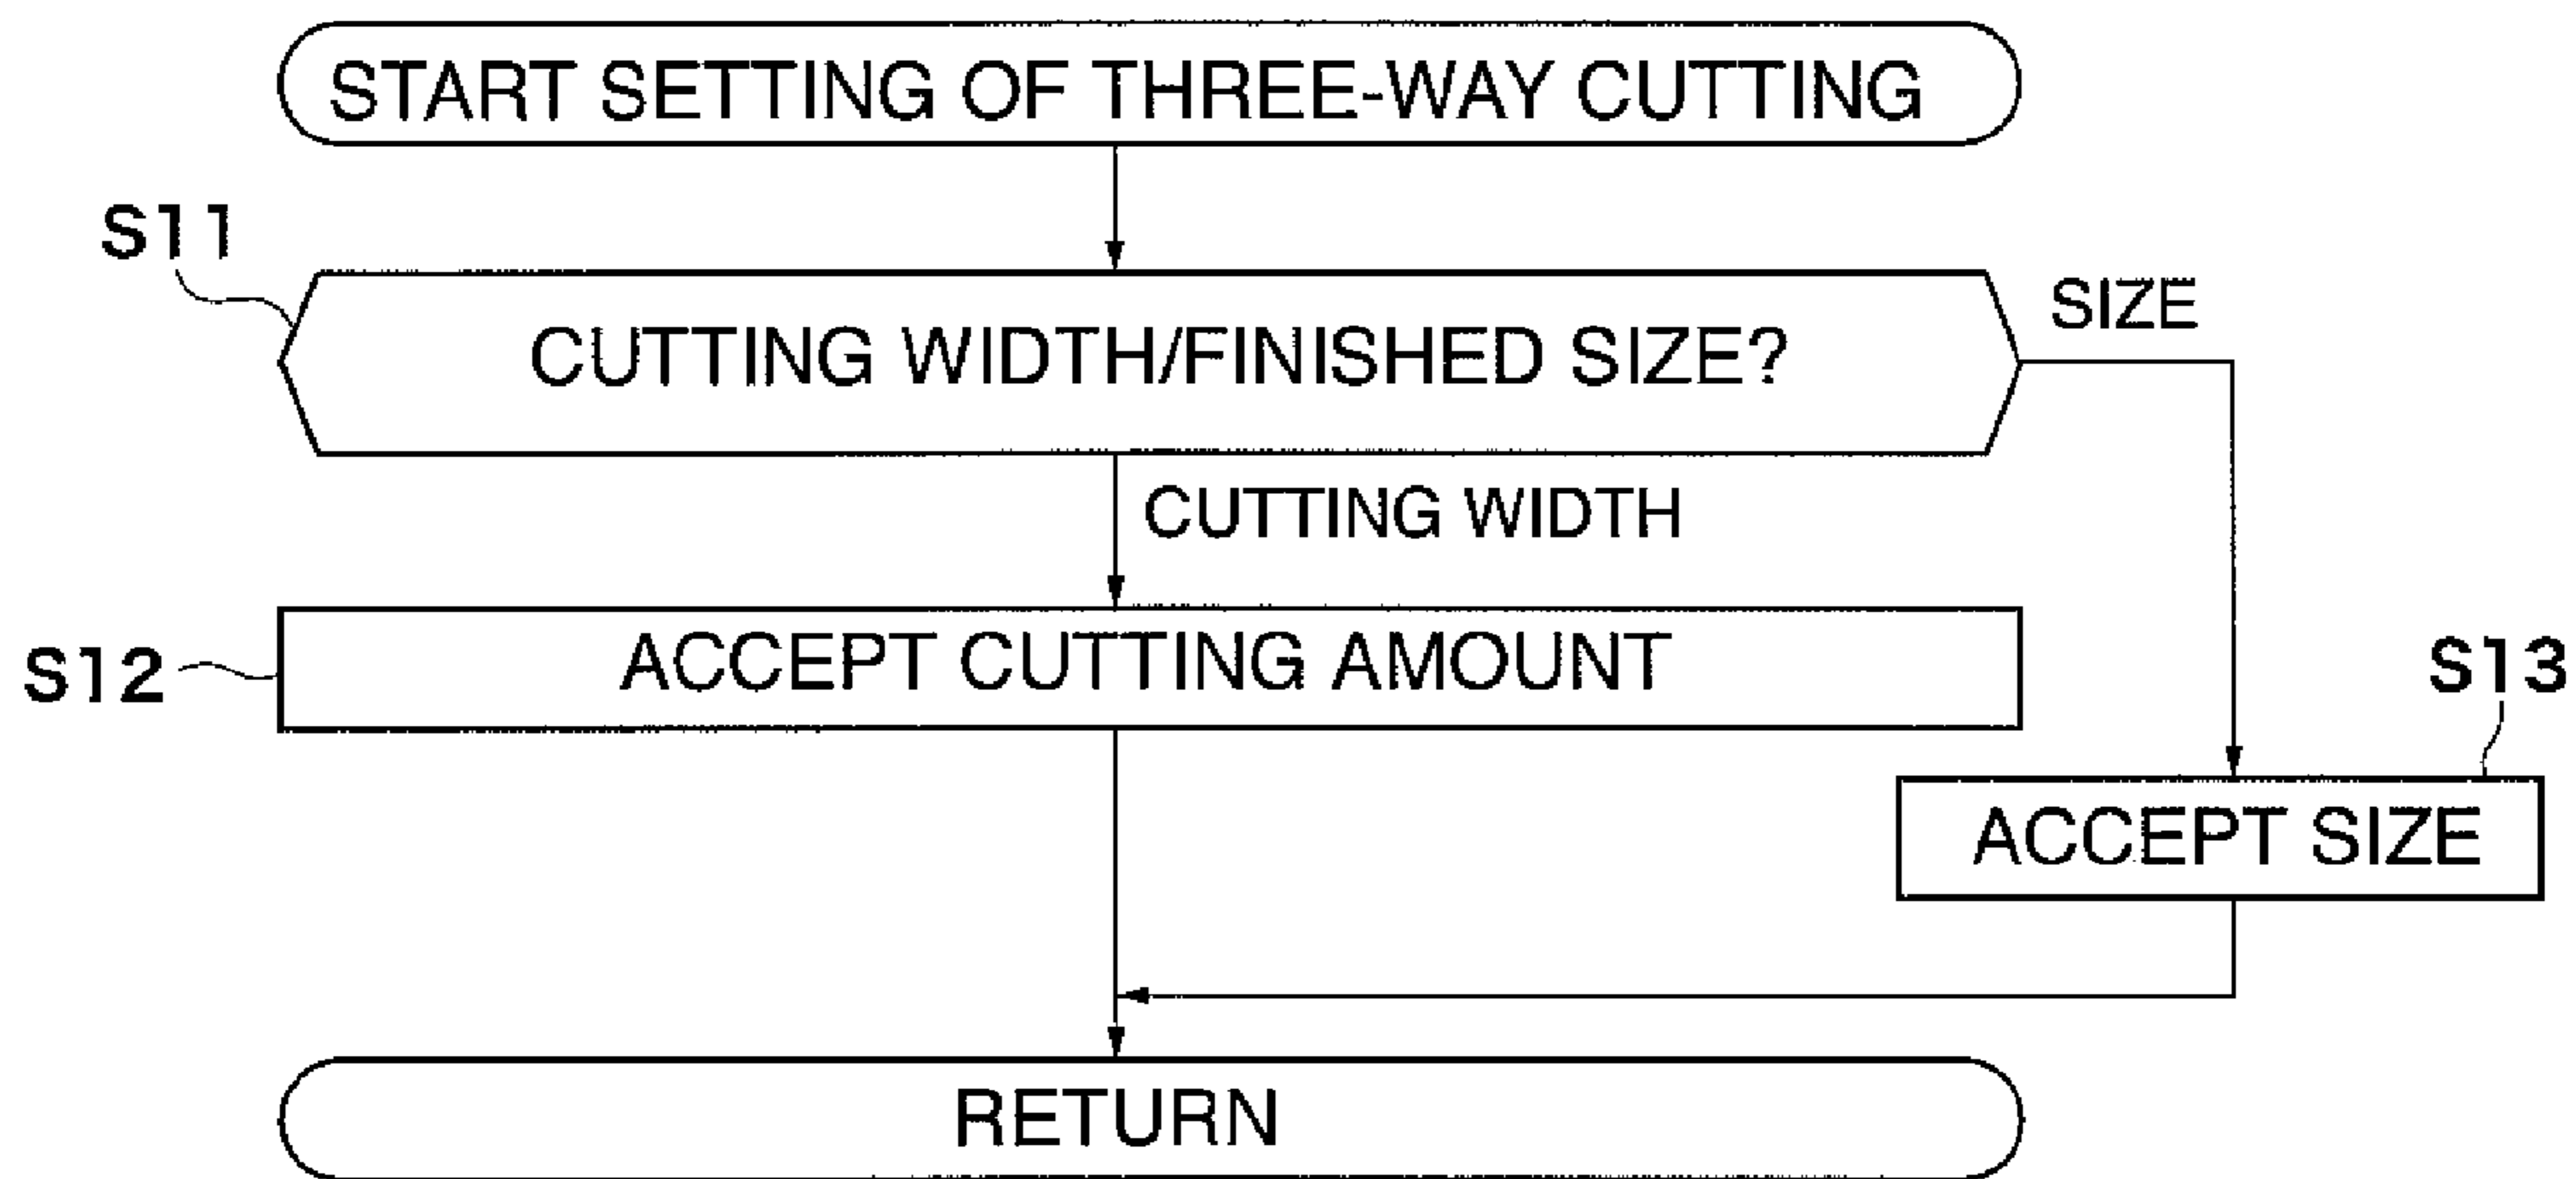 START SETTING OF THREE-WAY CUTTING
S11
CUTTING WIDTH/FINISHED SIZE?
SIZE
CUTTING WIDTH
S12
ACCEPT CUTTING AMOUNT
S13
ACCEPT SIZE
RETURN